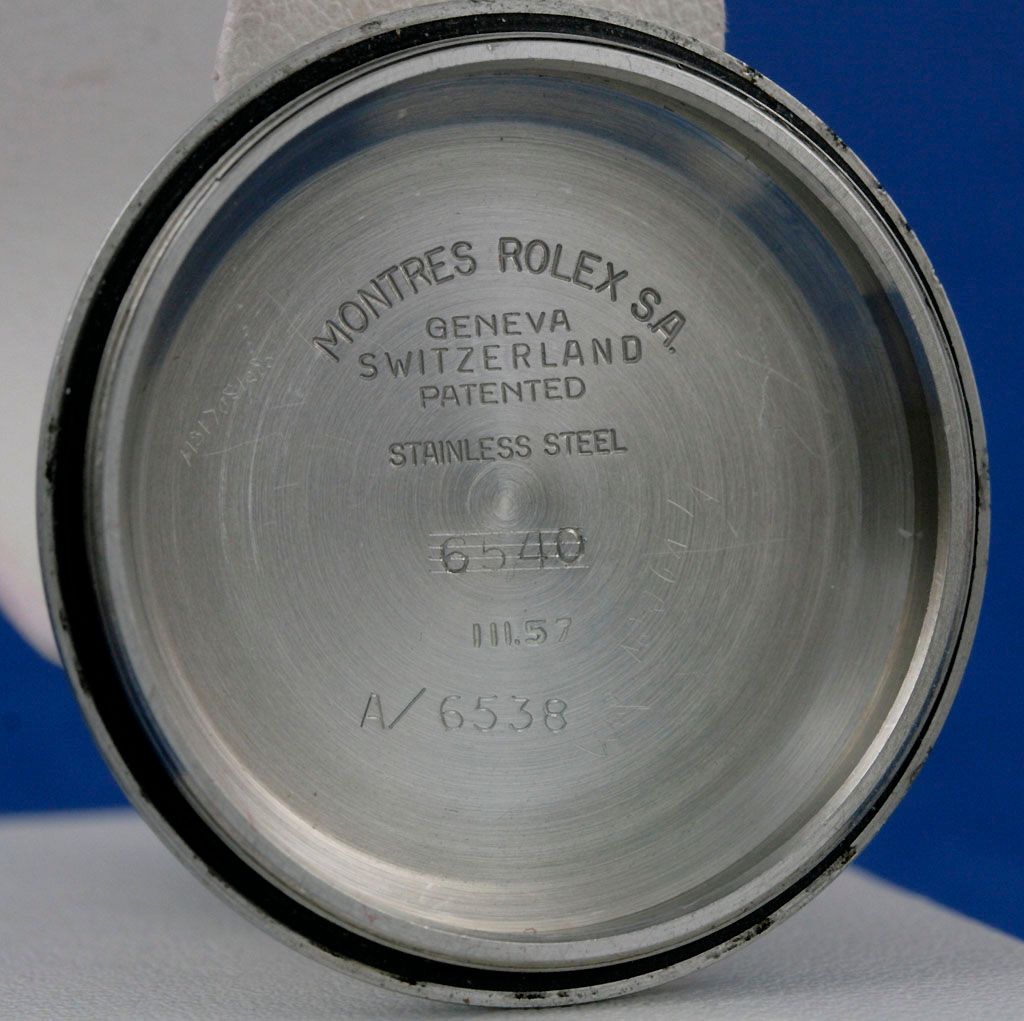 MONTRES ROLEX S.A.
GENEVA
SWITZERLAND
PATENTED
STAINLESS STEEL
6540
III.57
A/6538